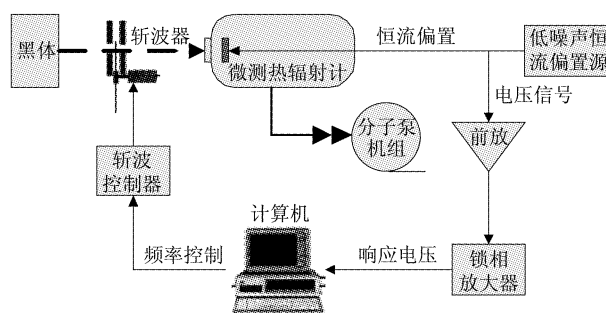 黑体
斩波器
恒流偏置
低噪声恒
流偏置源
微测热辐射计
电压信号
分子泵
机组
前放
斩波
控制器
计算机
频率控制
响应电压
锁相
放大器